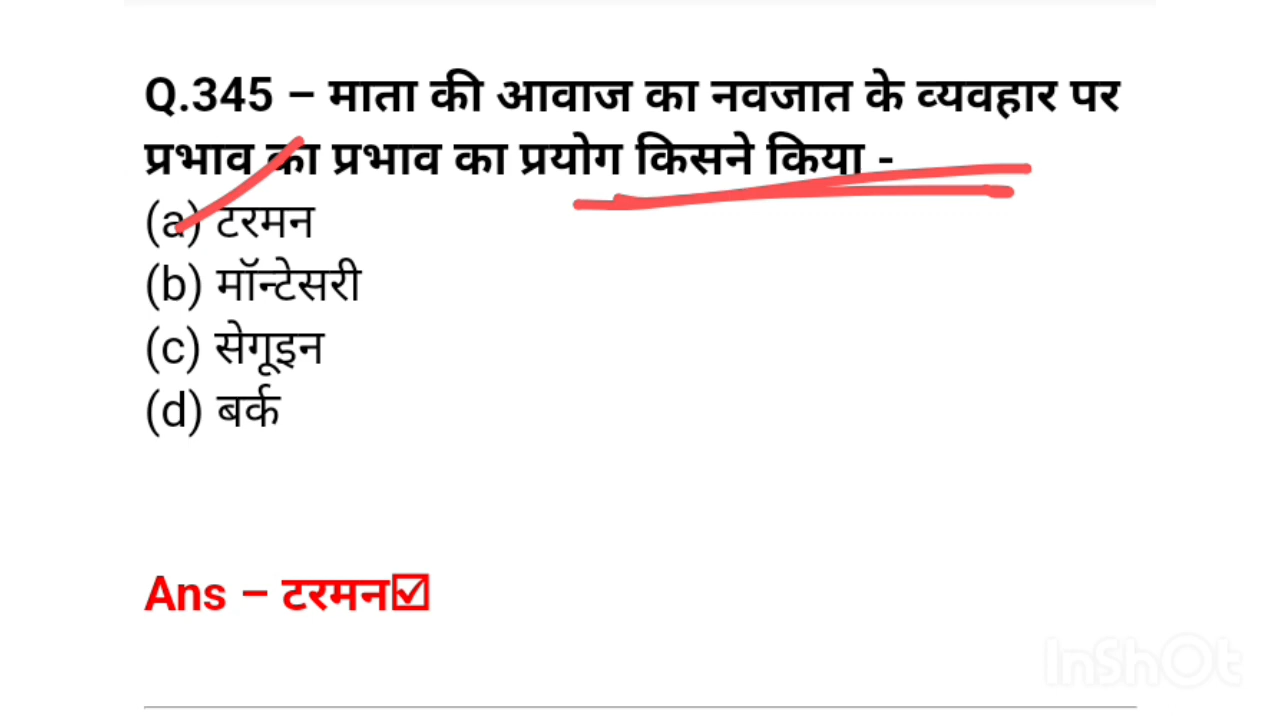 Q.345 – माता की आवाज का नवजात के व्यवहार पर
प्रभाव का प्रभाव का प्रयोग किसने किया -
(a) टरमन
(b) मॉन्टेसरी
(c) सेगूइन
(d) बर्क
Ans – टरमन☑
InShOt